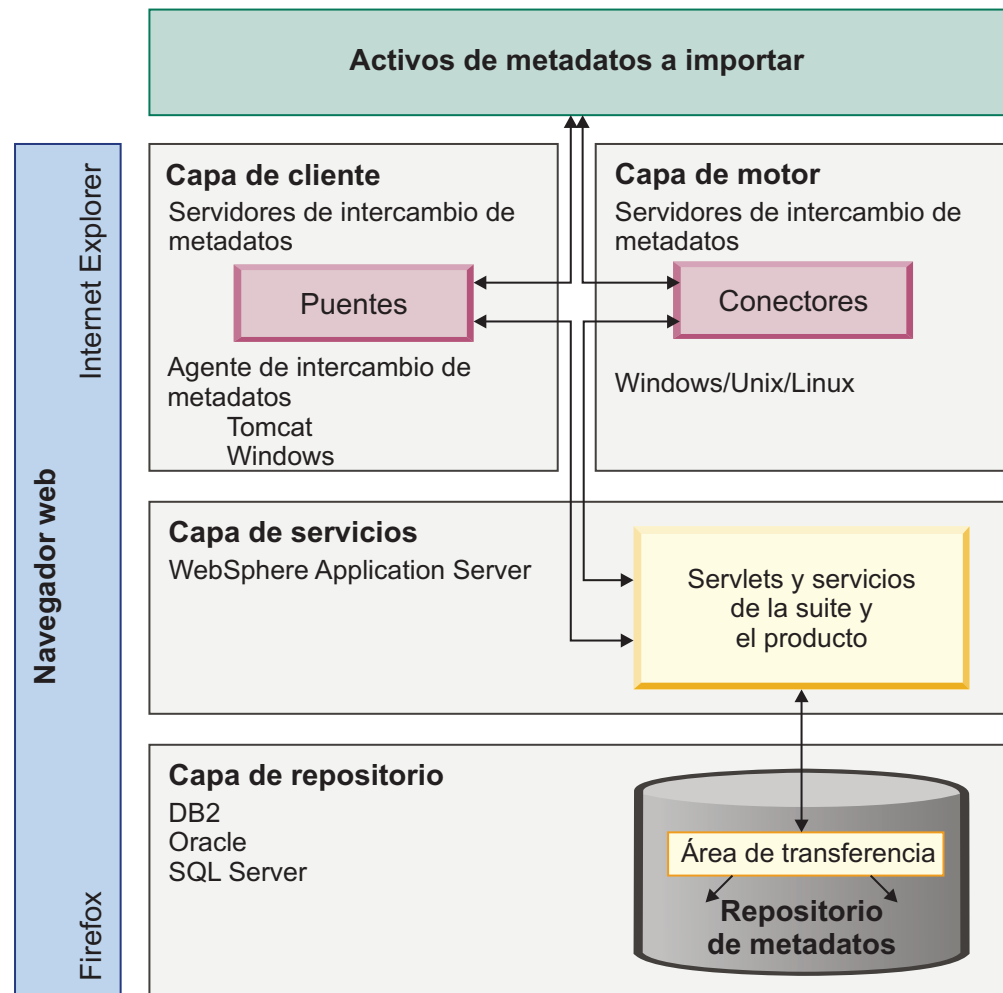 Activos de metadatos a importar
Navegador web
Internet Explorer
Firefox
Capa de cliente
Servidores de intercambio de
metadatos
Puentes
Agente de intercambio de
metadatos
Tomcat
Windows
Capa de motor
Servidores de intercambio de
metadatos
Conectores
Windows/Unix/Linux
Capa de servicios
WebSphere Application Server
Servlets y servicios
de la suite y
el producto
Capa de repositorio
DB2
Oracle
SQL Server
Área de transferencia
Repositorio
de metadatos